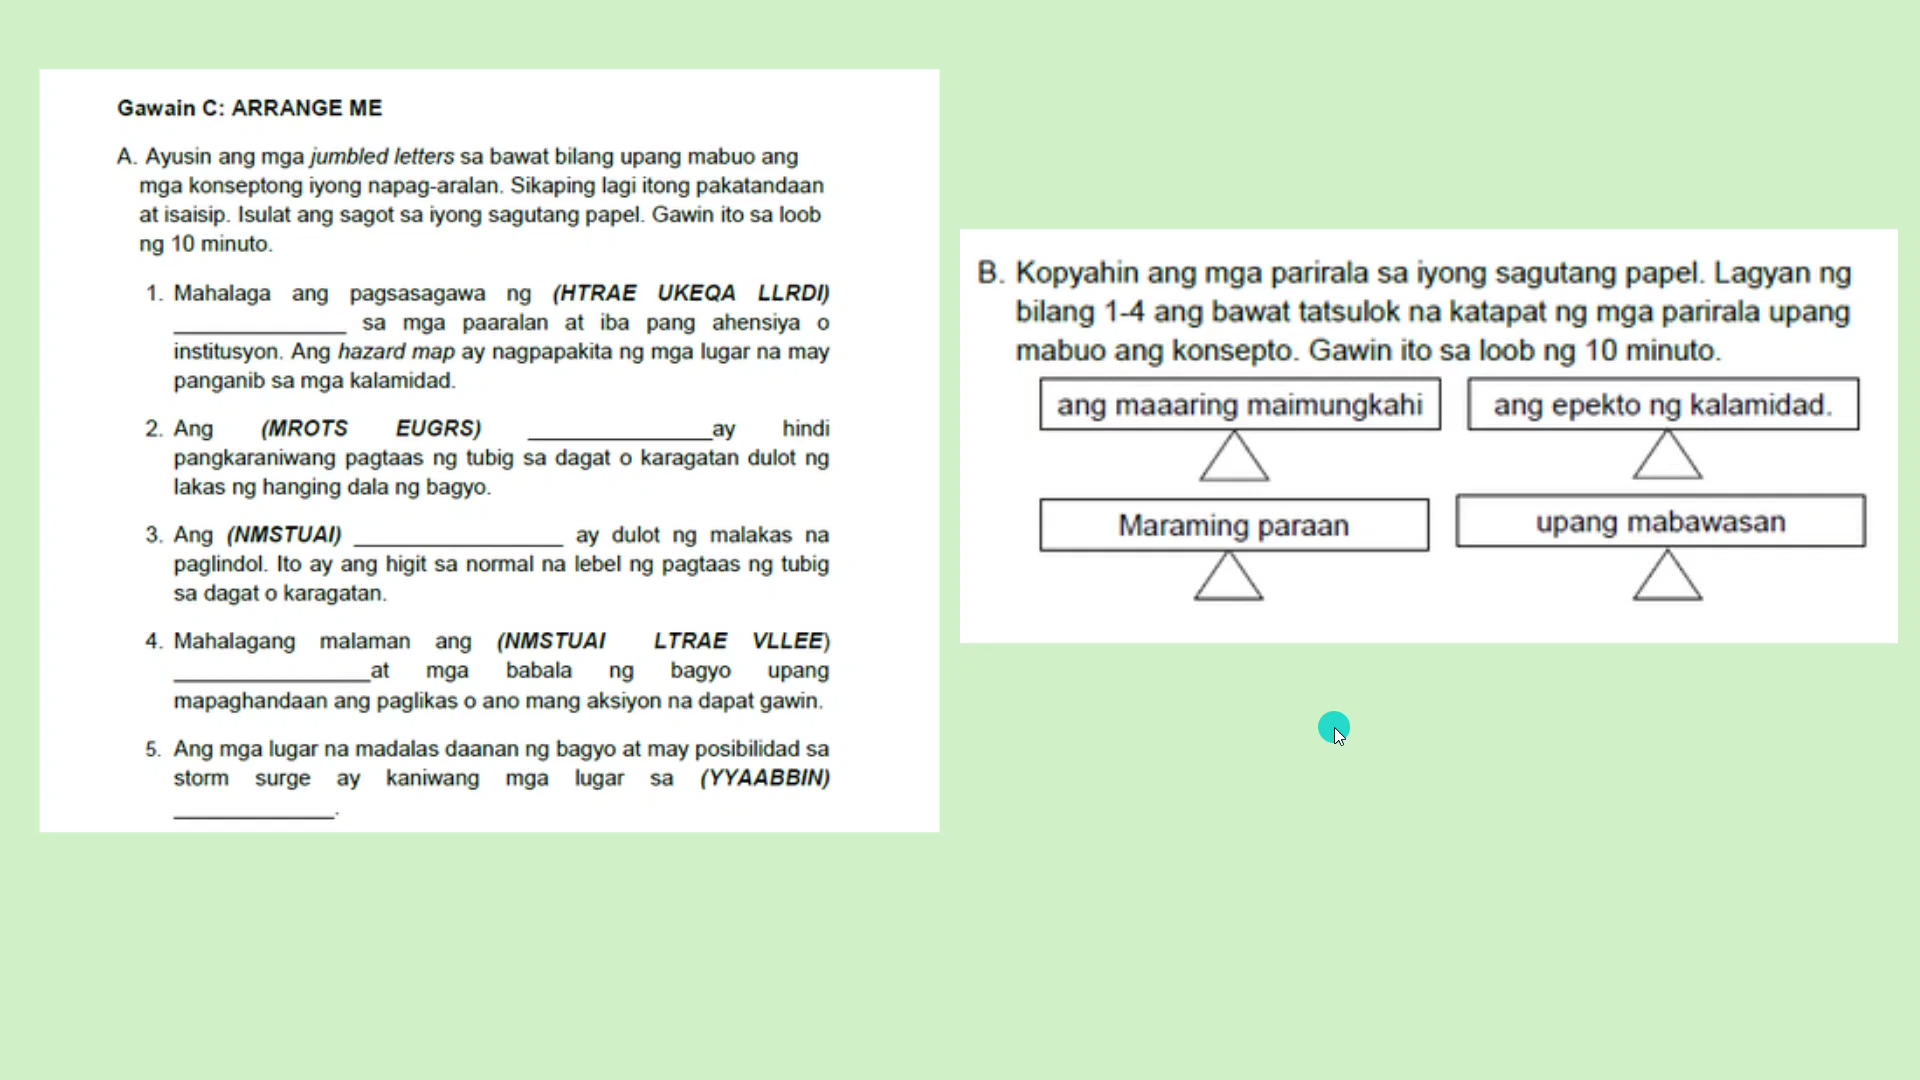 Gawain C: ARRANGE ME
A. Ayusin ang mga jumbled letters sa bawat bilang upang mabuo ang
mga konseptong iyong napag-aralan. Sikaping lagi itong pakatandaan
at isaisip. Isulat ang sagot sa iyong sagutang papel. Gawin ito sa loob
ng 10 minuto.
1. Mahalaga ang pagsasagawa ng (HTRAE UKEQA LLRDI)
______________ sa mga paaralan at iba pang ahensiya o
institusyon. Ang hazard map ay nagpapakita ng mga lugar na may
panganib sa mga kalamidad.
2. Ang (MROTS EUGRS) _______________ay hindi
pangkaraniwang pagtaas ng tubig sa dagat o karagatan dulot ng
lakas ng hanging dala ng bagyo.
3. Ang (NMSTUAI) _________________ ay dulot ng malakas na
paglindol. Ito ay ang higit sa normal na lebel ng pagtaas ng tubig
sa dagat o karagatan.
4. Mahalagang malaman ang (NMSTUAI LTRAE VLLEE)
________________at mga babala ng bagyo upang
mapaghandaan ang paglikas o ano mang aksiyon na dapat gawin.
5. Ang mga lugar na madalas daanan ng bagyo at may posibilidad sa
storm surge ay kaniwang mga lugar sa (YYAABBIN)
_____________.
B. Kopyahin ang mga parirala sa iyong sagutang papel. Lagyan ng
bilang 1-4 ang bawat tatsulok na katapat ng mga parirala upang
mabuo ang konsepto. Gawin ito sa loob ng 10 minuto.
ang maaaring maimungkahi
ang epekto ng kalamidad.
Maraming paraan
upang mabawasan